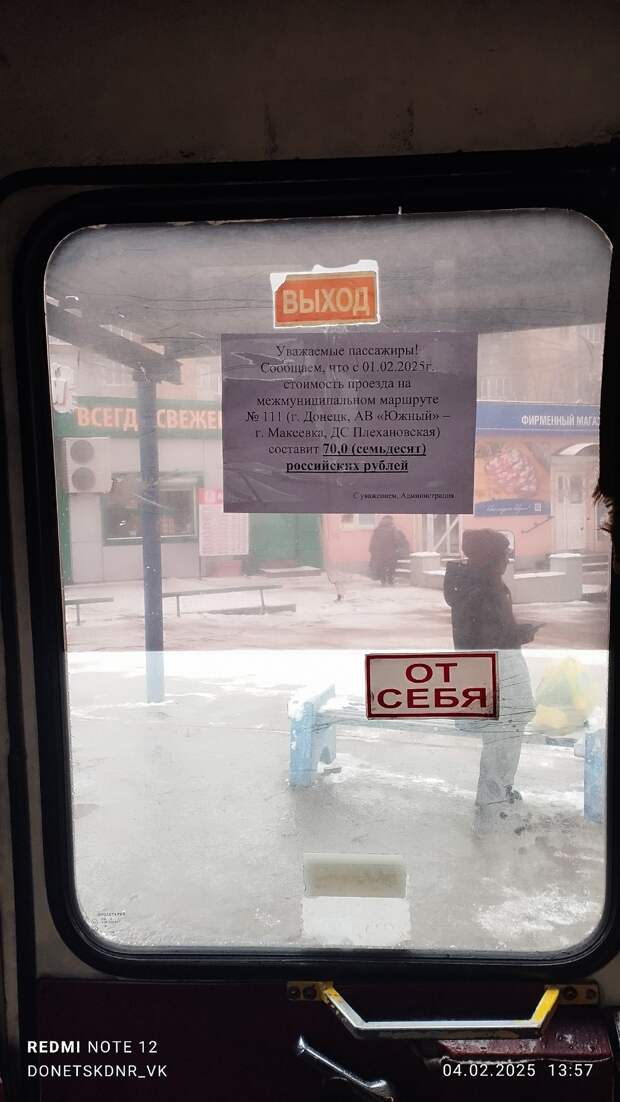 ВЫХОД
Уважаемые пассажиры!
Сообщаем, что с 01.02.2025г.
стоимость проезда на
межмуниципальном маршруте
№ 111 (г. Донецк, АВ «Южный» –
г. Макеевка, ДС Плехановская)
составит 70,0 (семьдесят)
российских рублей
С уважением, Администрация
ВСЕГД СВЕЖЕ
ФИРМЕННЫЙ МАГАЗ
ОТ
СЕБЯ
REDMI NOTE 12
DONETSKDNR_VK
04.02.2025 13:57